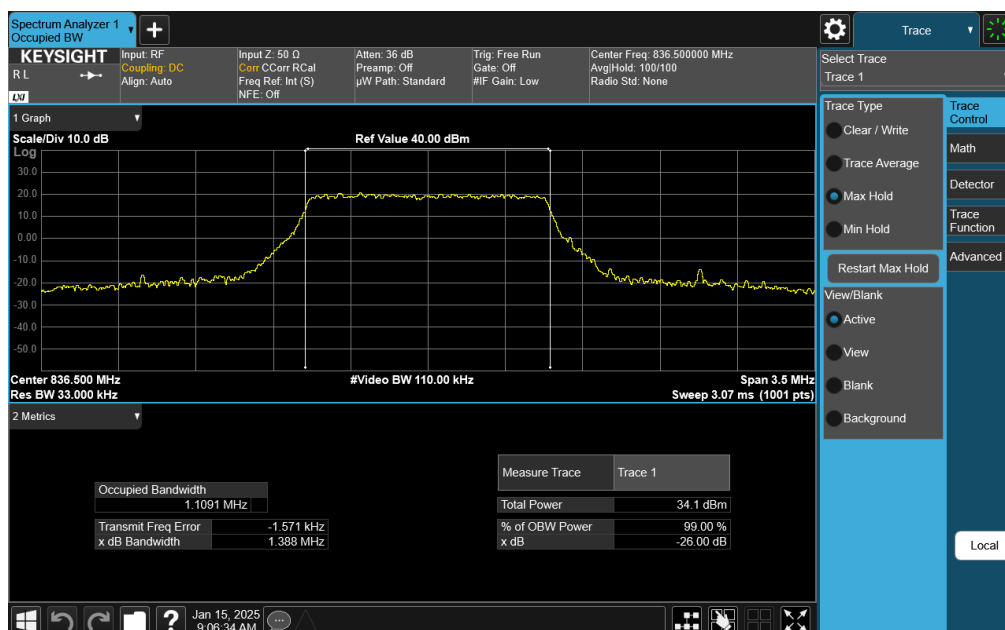 Spectrum Analyzer 1
Occupied BW
KEYSIGHT
R L
LXI
Input: RF
Coupling: DC
Align: Auto
Input Z: 50 Ω
Corr CCorr RCal
Freq Ref: Int (S)
NFE: Off
Atten: 36 dB
Preamp: Off
µW Path: Standard
Trig: Free Run
Gate: Off
#IF Gain: Low
Center Freq: 836.500000 MHz
Avg|Hold: 100/100
Radio Std: None
Trace
Select Trace
Trace 1
1 Graph
Scale/Div 10.0 dB
Ref Value 40.00 dBm
Log
30.0
20.0
10.0
0.00
-10.0
-20.0
-30.0
-40.0
-50.0
Center 836.500 MHz
#Video BW 110.00 kHz
Span 3.5 MHz
Res BW 33.000 kHz
Sweep 3.07 ms (1001 pts)
2 Metrics
Occupied Bandwidth
1.1091 MHz
Transmit Freq Error -1.571 kHz
x dB Bandwidth 1.388 MHz
Measure Trace Trace 1
Total Power 34.1 dBm
% of OBW Power 99.00 %
x dB -26.00 dB
Trace Type
Clear / Write
Trace Average
Max Hold
Min Hold
Restart Max Hold
View/Blank
Active
View
Blank
Background
Trace
Control
Math
Detector
Trace
Function
Advanced
Local
?
Jan 15, 2025
9:06:34 AM